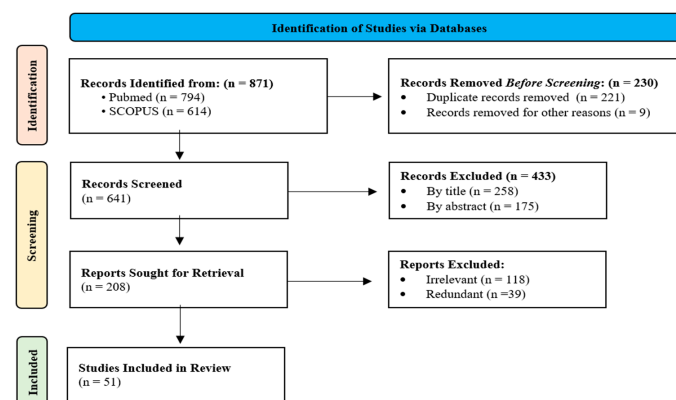 Identification of Studies via Databases
Identification
Records Identified from: (n = 871)
• Pubmed (n = 794)
• SCOPUS (n = 614)
Records Removed Before Screening: (n = 230)
• Duplicate records removed (n = 221)
• Records removed for other reasons (n = 9)
Screening
Records Screened
(n = 641)
Records Excluded (n = 433)
• By title (n = 258)
• By abstract (n = 175)
Reports Sought for Retrieval
(n = 208)
Reports Excluded:
• Irrelevant (n = 118)
• Redundant (n =39)
Included
Studies Included in Review
(n = 51)